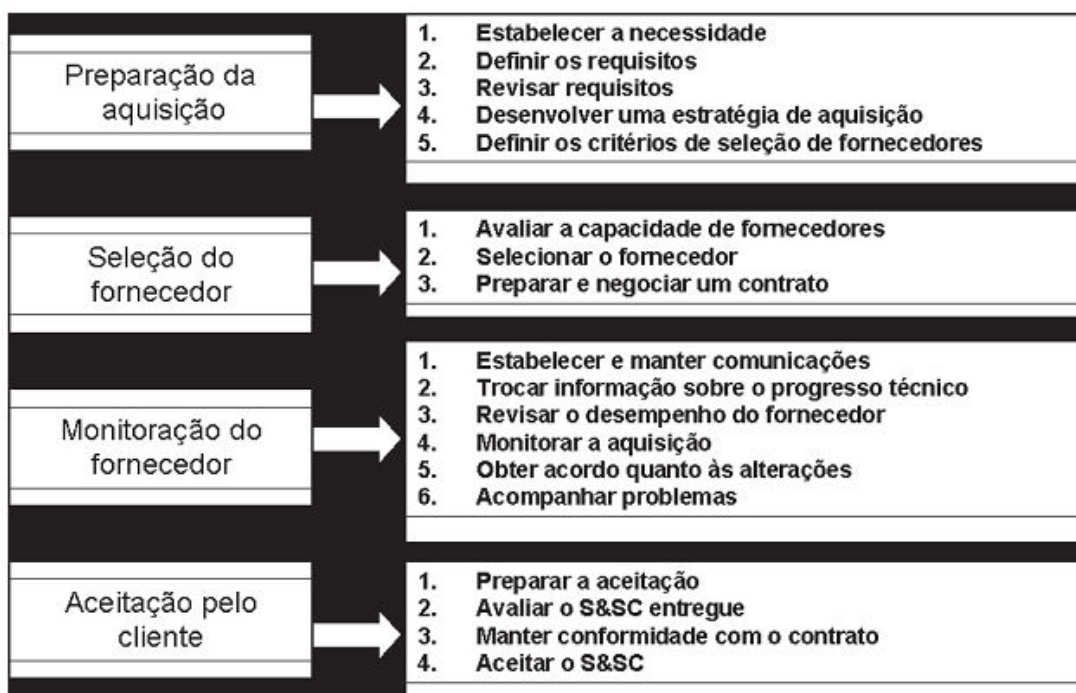 Preparação da
aquisição
1. Estabelecer a necessidade
2. Definir os requisitos
3. Revisar requisitos
4. Desenvolver uma estratégia de aquisição
5. Definir os critérios de seleção de fornecedores
Seleção do
fornecedor
1. Avaliar a capacidade de fornecedores
2. Selecionar o fornecedor
3. Preparar e negociar um contrato
Monitoração do
fornecedor
1. Estabelecer e manter comunicações
2. Trocar informação sobre o progresso técnico
3. Revisar o desempenho do fornecedor
4. Monitorar a aquisição
5. Obter acordo quanto às alterações
6. Acompanhar problemas
Aceitação pelo
cliente
1. Preparar a aceitação
2. Avaliar o S&SC entregue
3. Manter conformidade com o contrato
4. Aceitar o S&SC